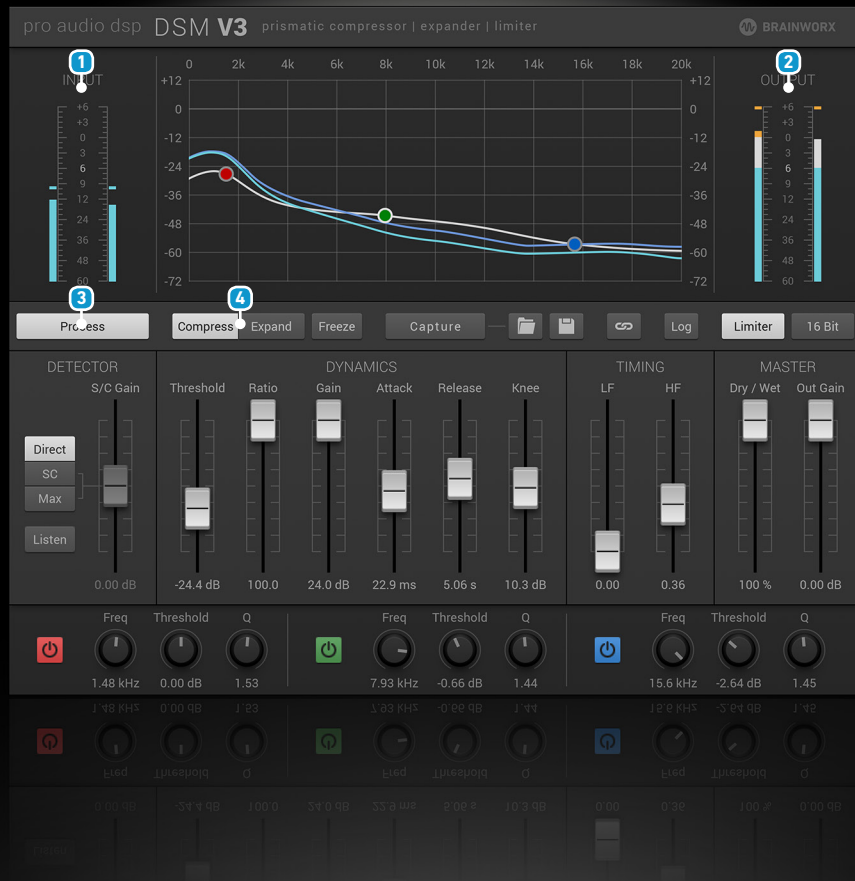 pro audio dsp DSM V3 prismatic compressor | expander | limiter BRAINWORX
1 2
INPUT 0 2k 4k 6k 8k 10k 12k 14k 16k 18k 20k OUTPUT
+12 +12
+6 0 0 +6
+3 +3
0 -12 -12 0
3 3
6 -24 -24 6
9 9
12 -36 -36 12
24 -48 -48 24
36 36
48 -60 -60 48
60 -72 -72 60
3 4
Process Compress Expand Freeze Capture Log Limiter 16 Bit
DETECTOR DYNAMICS TIMING MASTER
S/C Gain Threshold Ratio Gain Attack Release Knee LF HF Dry / Wet Out Gain
Direct
SC
Max
Listen
0.00 dB -24.4 dB 100.0 24.0 dB 22.9 ms 5.06 s 10.3 dB 0.00 0.36 100 % 0.00 dB
Freq Threshold Q Freq Threshold Q Freq Threshold Q
1.48 kHz 0.00 dB 1.53 7.93 kHz -0.66 dB 1.44 15.6 kHz -2.64 dB 1.45